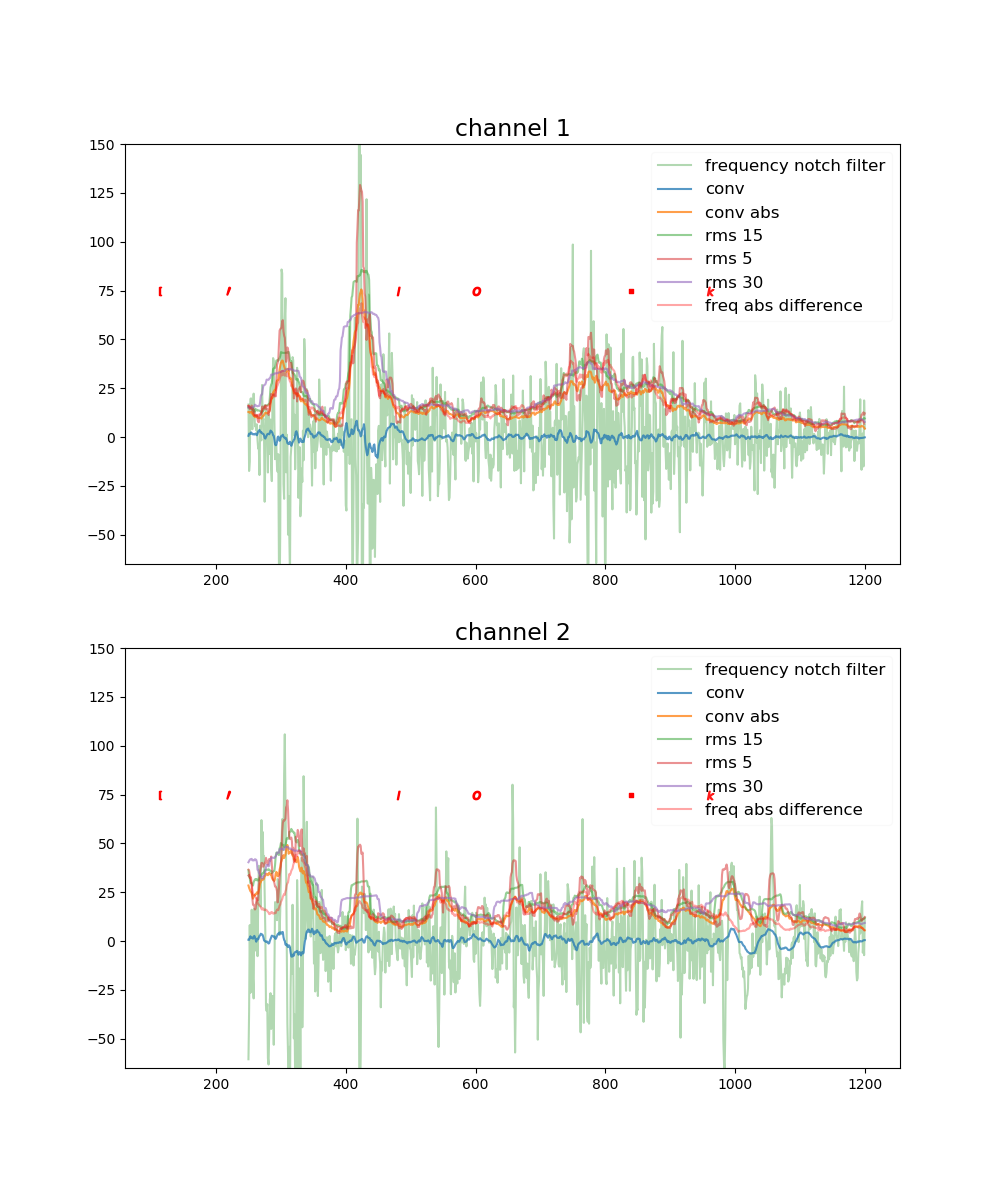 channel 1
150
125
100
75
50
25
0
−25
−50
200
400
600
800
1000
1200
frequency notch filter
conv
conv abs
rms 15
rms 5
rms 30
freq abs difference
[ ' l o . k
channel 2
150
125
100
75
50
25
0
−25
−50
200
400
600
800
1000
1200
frequency notch filter
conv
conv abs
rms 15
rms 5
rms 30
freq abs difference
[ ' l o . k